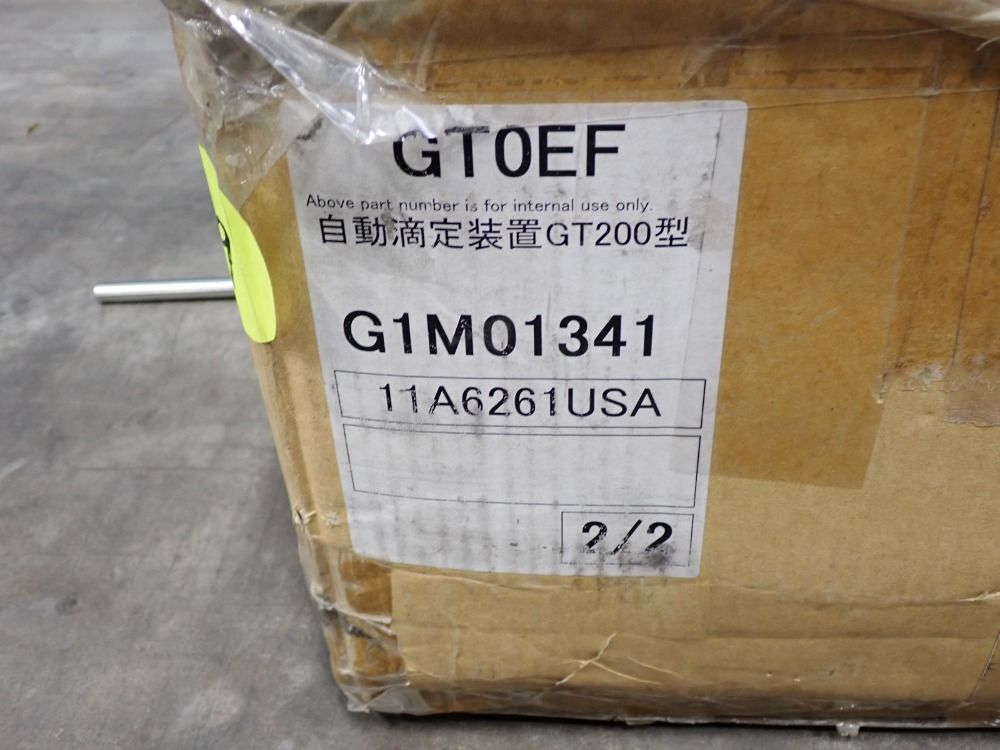 GT0EF
Above part number is for internal use only.
自動滴定装置GT200型
G1M01341
11A6261USA
2/2